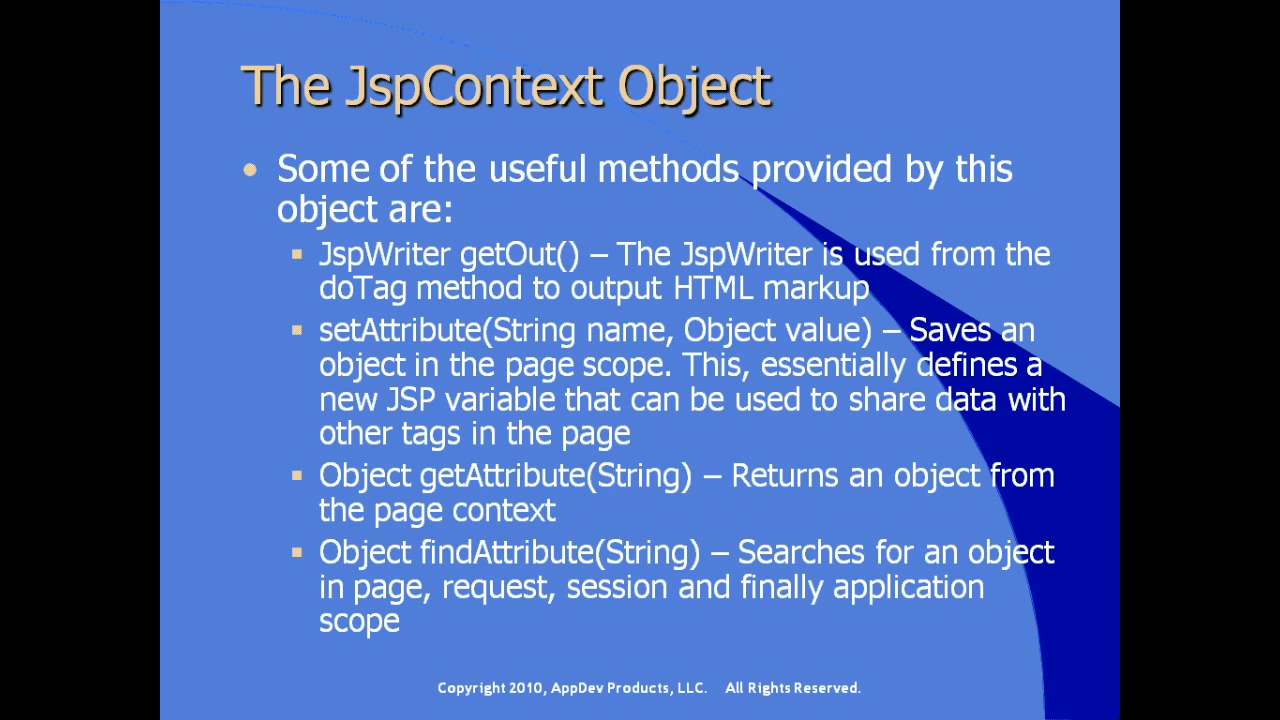 The JspContext Object
• Some of the useful methods provided by this
object are:
▪ JspWriter getOut() – The JspWriter is used from the
doTag method to output HTML markup
▪ setAttribute(String name, Object value) – Saves an
object in the page scope. This, essentially defines a
new JSP variable that can be used to share data with
other tags in the page
▪ Object getAttribute(String) – Returns an object from
the page context
▪ Object findAttribute(String) – Searches for an object
in page, request, session and finally application
scope
Copyright 2010, AppDev Products, LLC. All Rights Reserved.